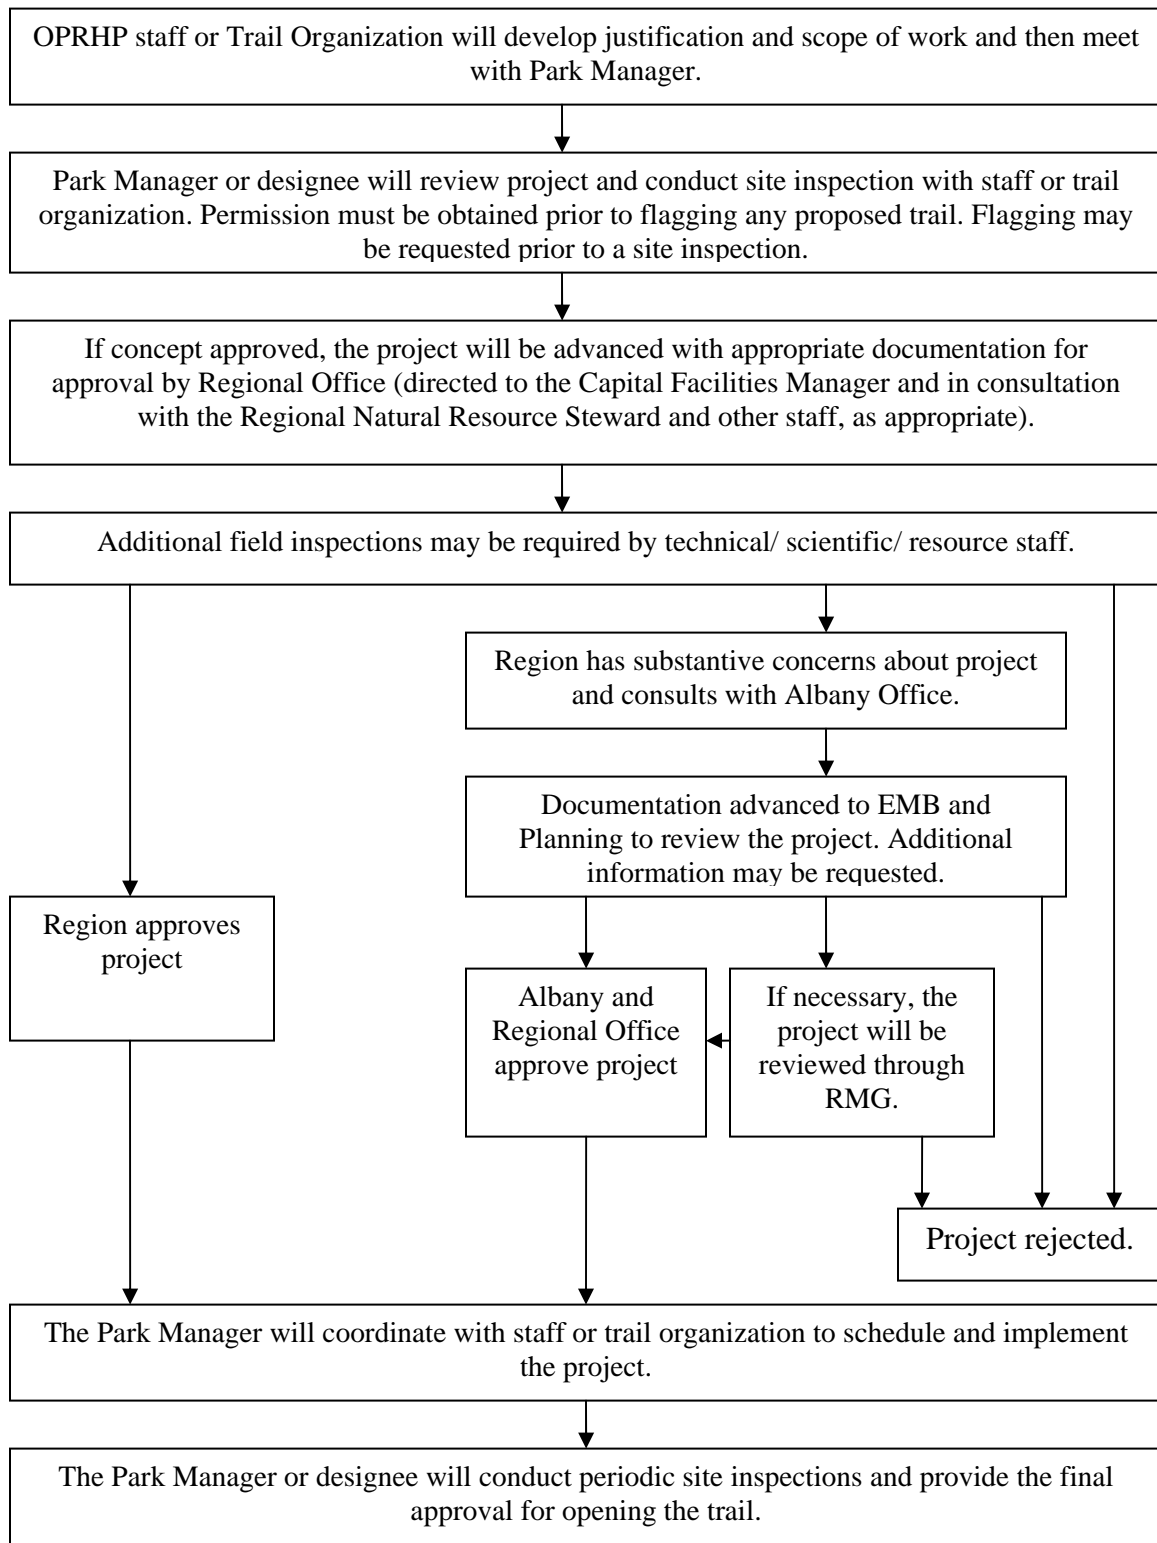 OPRHP staff or Trail Organization will develop justification and scope of work and then meet
with Park Manager.
Park Manager or designee will review project and conduct site inspection with staff or trail
organization. Permission must be obtained prior to flagging any proposed trail. Flagging may
be requested prior to a site inspection.
If concept approved, the project will be advanced with appropriate documentation for
approval by Regional Office (directed to the Capital Facilities Manager and in consultation
with the Regional Natural Resource Steward and other staff, as appropriate).
Additional field inspections may be required by technical/ scientific/ resource staff.
Region has substantive concerns about project
and consults with Albany Office.
Documentation advanced to EMB and
Planning to review the project. Additional
information may be requested.
Region approves
project
Albany and
Regional Office
approve project
If necessary, the
project will be
reviewed through
RMG.
Project rejected.
The Park Manager will coordinate with staff or trail organization to schedule and implement
the project.
The Park Manager or designee will conduct periodic site inspections and provide the final
approval for opening the trail.